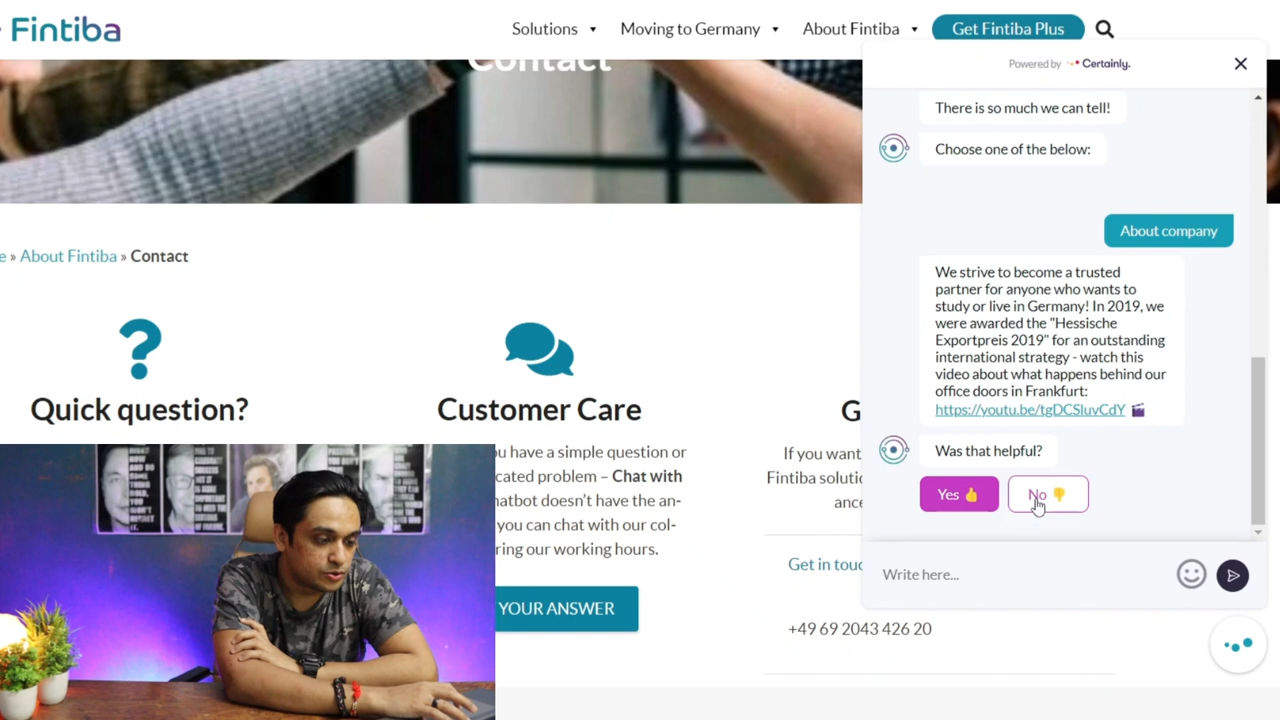 Fintiba
Solutions
Moving to Germany
About Fintiba
Get Fintiba Plus
Contact
e » About Fintiba » Contact
Quick question?
Customer Care
ou have a simple question or
cated problem – Chat with
hatbot doesn't have the an-
you can chat with our col-
ring our working hours.
YOUR ANSWER
G
If you want
Fintiba soluti
ance
Get in touc
+49 69 2043 426 20
Powered by Certainly.
There is so much we can tell!
Choose one of the below:
About company
We strive to become a trusted
partner for anyone who wants to
study or live in Germany! In 2019, we
were awarded the "Hessische
Exportpreis 2019" for an outstanding
international strategy - watch this
video about what happens behind our
office doors in Frankfurt:
https://youtu.be/tgDCSluvCdY 🎬
Was that helpful?
Yes 👍
No 👎
Write here...